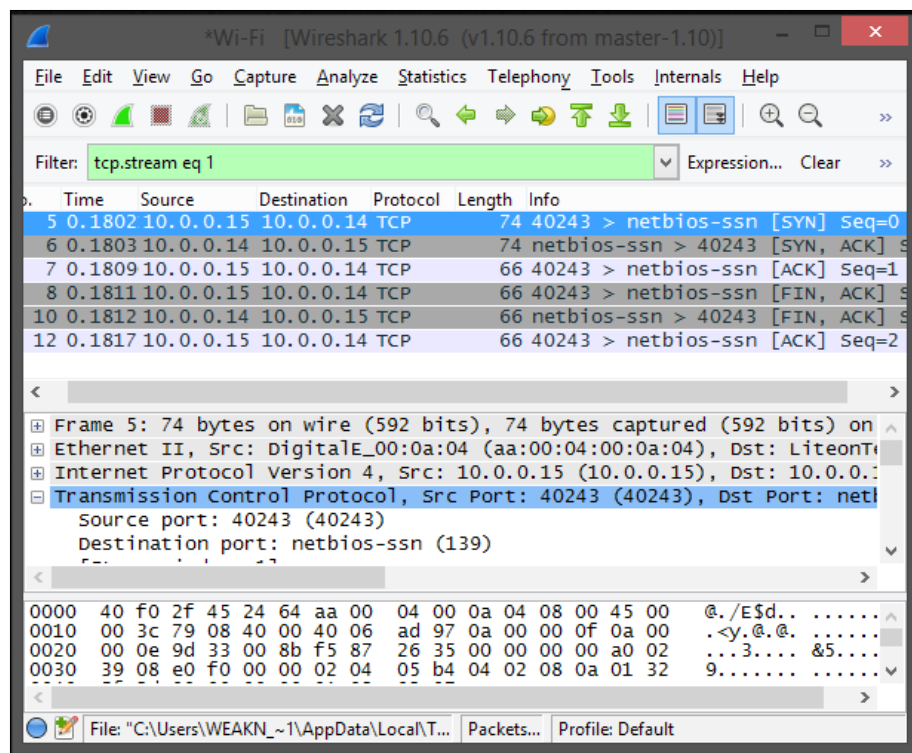 *Wi-Fi [Wireshark 1.10.6 (v1.10.6 from master-1.10)]
File Edit View Go Capture Analyze Statistics Telephony Tools Internals Help
Filter: tcp.stream eq 1 Expression... Clear »
Time Source Destination Protocol Length Info
5 0.1802 10.0.0.15 10.0.0.14 TCP 74 40243 > netbios-ssn [SYN] Seq=0
6 0.1803 10.0.0.14 10.0.0.15 TCP 74 netbios-ssn > 40243 [SYN, ACK] S
7 0.1809 10.0.0.15 10.0.0.14 TCP 66 40243 > netbios-ssn [ACK] Seq=1
8 0.1811 10.0.0.15 10.0.0.14 TCP 66 40243 > netbios-ssn [FIN, ACK] S
10 0.1812 10.0.0.14 10.0.0.15 TCP 66 netbios-ssn > 40243 [FIN, ACK] S
12 0.1817 10.0.0.15 10.0.0.14 TCP 66 40243 > netbios-ssn [ACK] Seq=2
Frame 5: 74 bytes on wire (592 bits), 74 bytes captured (592 bits) on
Ethernet II, Src: DigitalE_00:0a:04 (aa:00:04:00:0a:04), Dst: LiteonTe
Internet Protocol Version 4, Src: 10.0.0.15 (10.0.0.15), Dst: 10.0.0.1
Transmission Control Protocol, Src Port: 40243 (40243), Dst Port: net
Source port: 40243 (40243)
Destination port: netbios-ssn (139)
0000 40 f0 2f 45 24 64 aa 00 04 00 0a 04 08 00 45 00 @./E$d.. ......
0010 00 3c 79 08 40 00 40 06 ad 97 0a 00 00 0f 0a 00 .<y.@.@. ......
0020 00 0e 9d 33 00 8b f5 87 26 35 00 00 00 00 a0 02 ...3.... &5....
0030 39 08 e0 f0 00 00 02 04 05 b4 04 02 08 0a 01 32 9....... ......
File: "C:\Users\WEAKN_~1\AppData\Local\T... Packets... Profile: Default